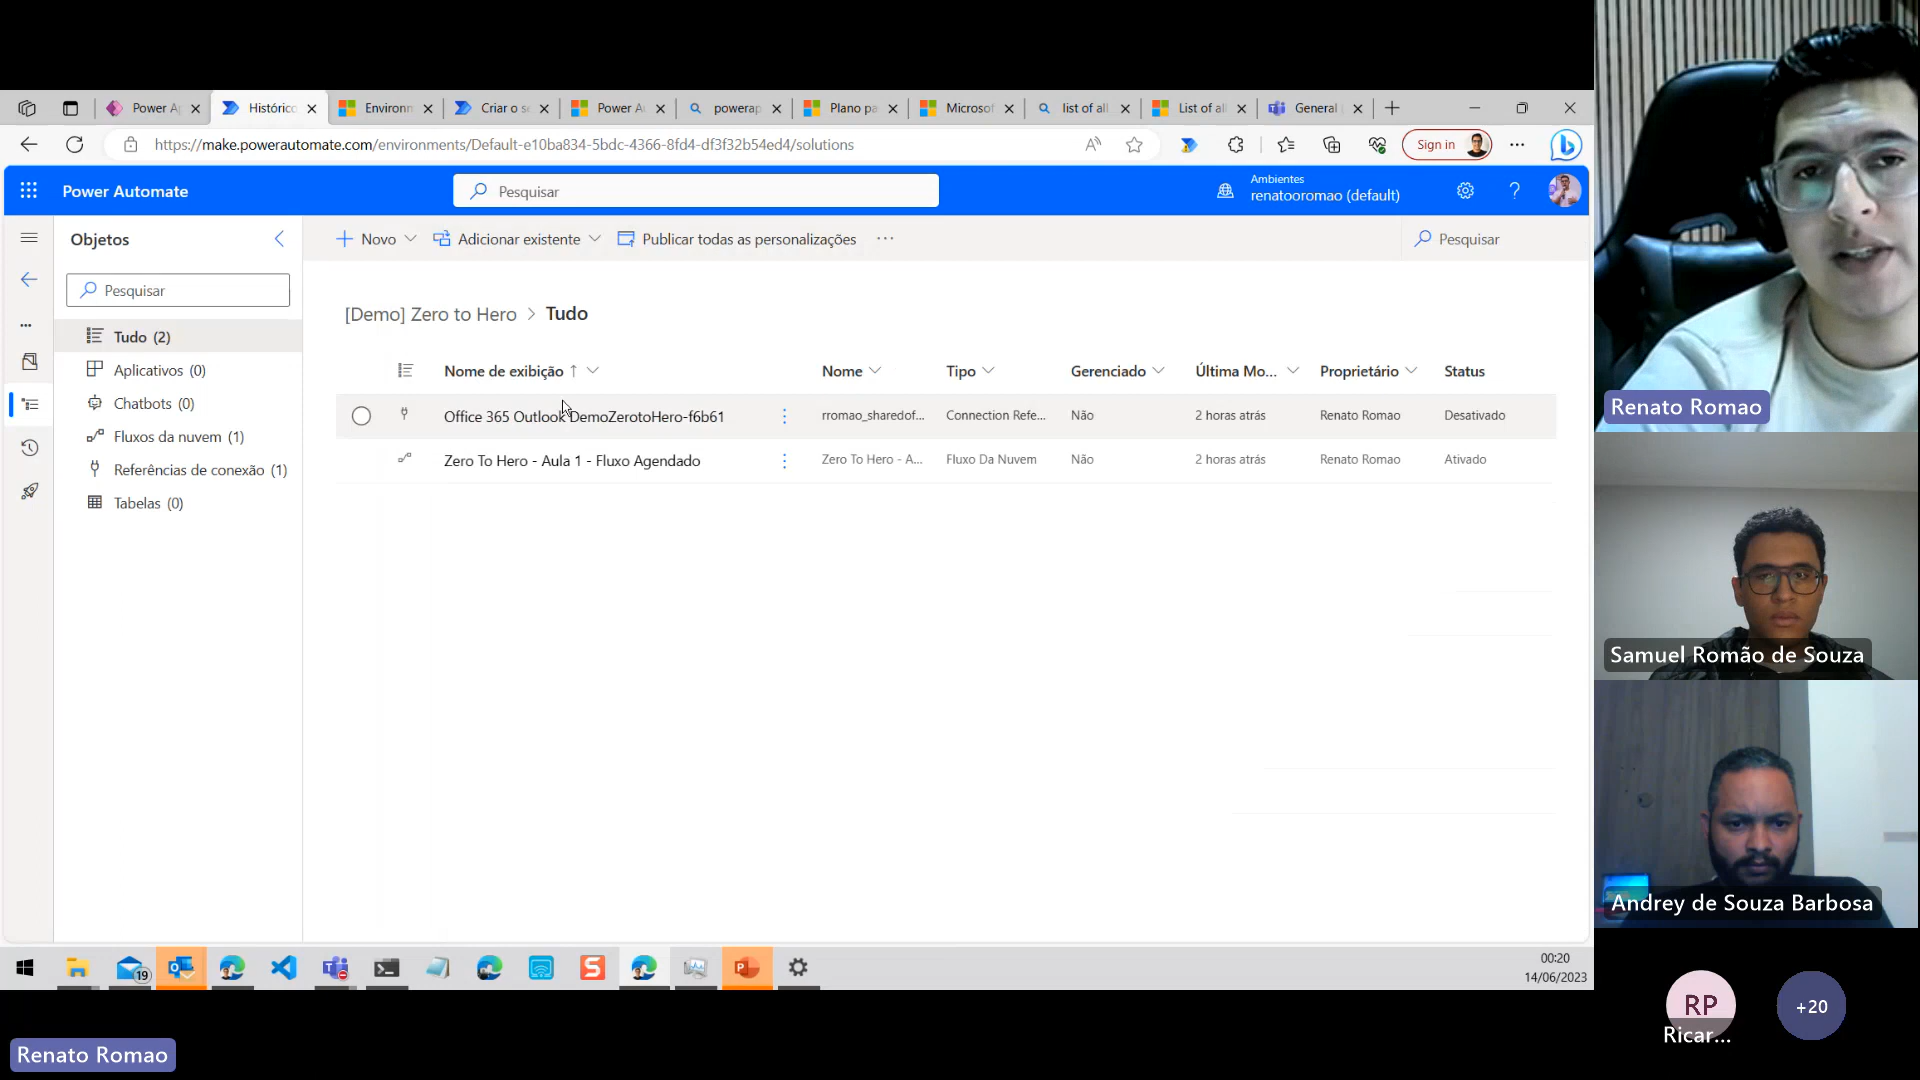 Power A
Histórico
Environm
Criar o s
Power Au
powerap
Plano pa
Microsof
list of all
List of all
General
https://make.powerautomate.com/environments/Default-e10ba834-5bdc-4366-8fd4-df3f32b54ed4/solutions
Sign in
Power Automate
Pesquisar
Ambientes
renatooromao (default)
Objetos
Novo
Adicionar existente
Publicar todas as personalizações
Pesquisar
Pesquisar
Tudo (2)
Aplicativos (0)
Chatbots (0)
Fluxos da nuvem (1)
Referências de conexão (1)
Tabelas (0)
[Demo] Zero to Hero > Tudo
Nome de exibição ↑ Nome Tipo Gerenciado Última Mo... Proprietário Status
Office 365 Outlook DemoZerotoHero-f6b61 rromao_sharedof... Connection Refe... Não 2 horas atrás Renato Romao Desativado
Zero To Hero - Aula 1 - Fluxo Agendado Zero To Hero - A... Fluxo Da Nuvem Não 2 horas atrás Renato Romao Ativado
19
00:20
14/06/2023
Renato Romao
Samuel Romão de Souza
Andrey de Souza Barbosa
RP
Ricar...
+20
Renato Romao